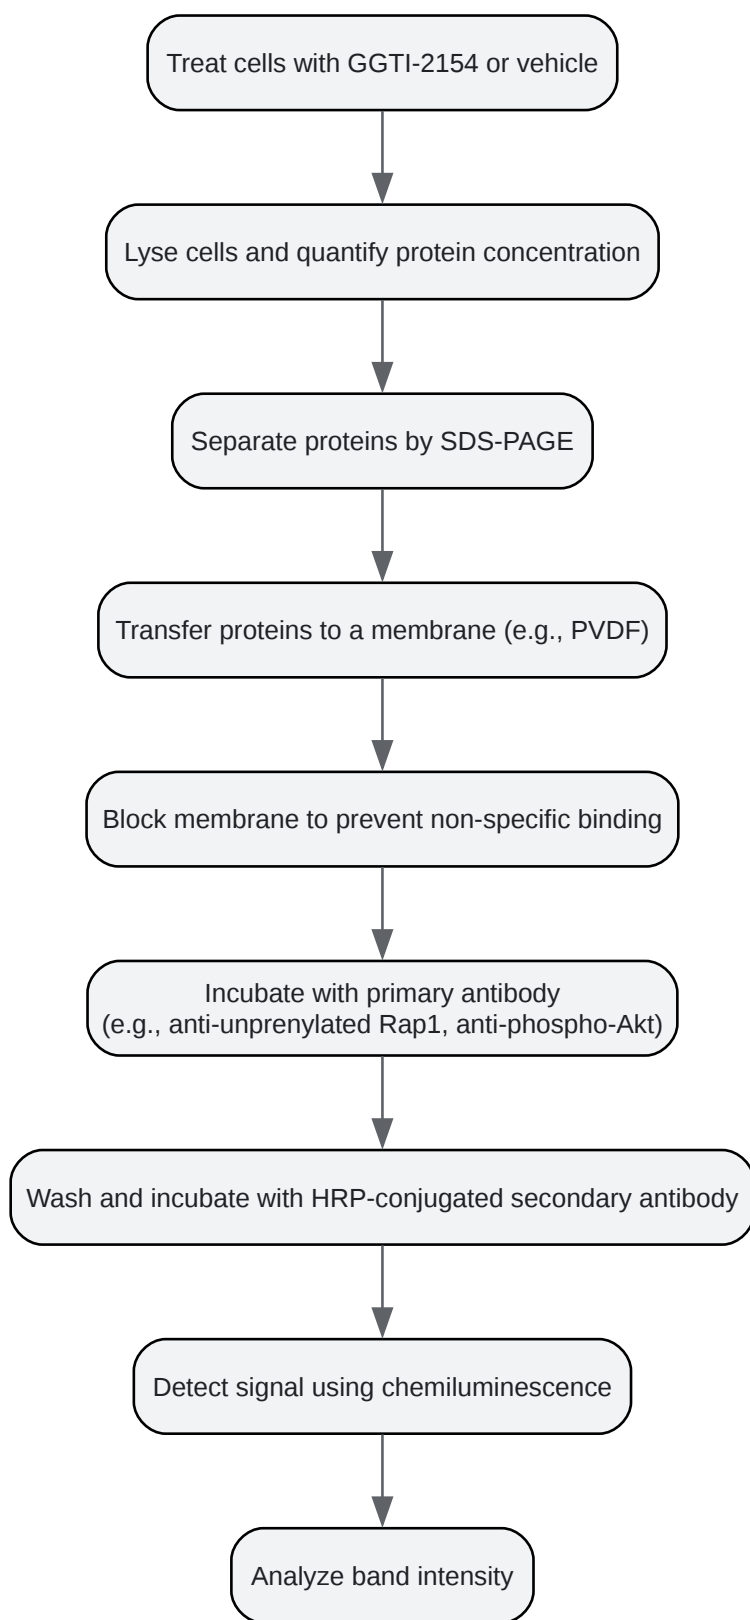 Treat cells with GGTI-2154 or vehicle
Lyse cells and quantify protein concentration
Separate proteins by SDS-PAGE
Transfer proteins to a membrane (e.g., PVDF)
Block membrane to prevent non-specific binding
Incubate with primary antibody
(e.g., anti-unprenylated Rap1, anti-phospho-Akt)
Wash and incubate with HRP-conjugated secondary antibody
Detect signal using chemiluminescence
Analyze band intensity